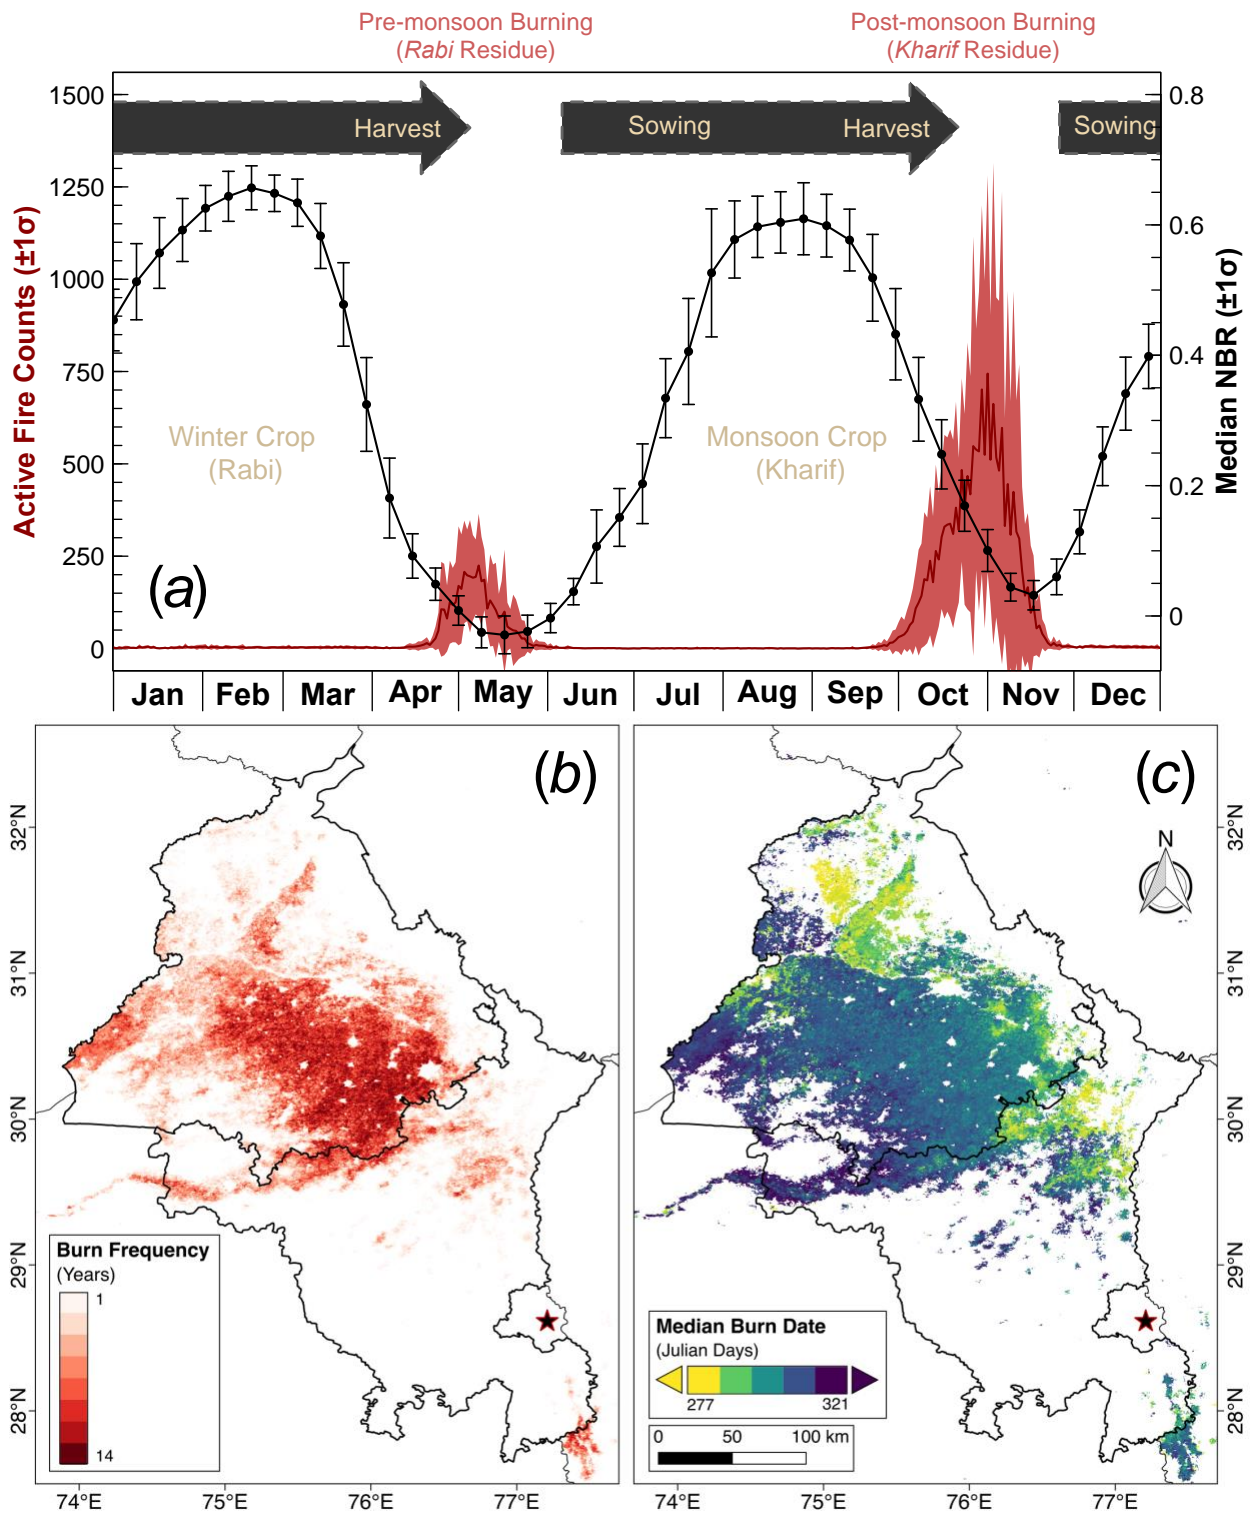 Pre-monsoon Burning
(Rabi Residue)
Post-monsoon Burning
(Kharif Residue)
Harvest
Sowing
Harvest
Sowing
Active Fire Counts (±1σ)
1500
1250
1000
750
500
250
0
Median NBR (±1σ)
0.8
0.6
0.4
0.2
0
Winter Crop
(Rabi)
Monsoon Crop
(Kharif)
(a)
Jan Feb Mar Apr May Jun Jul Aug Sep Oct Nov Dec
(b)
32°N
31°N
30°N
29°N
28°N
Burn Frequency
(Years)
1
14
74°E 75°E 76°E 77°E
(c)
N
32°N
31°N
30°N
29°N
28°N
Median Burn Date
(Julian Days)
277 321
0 50 100 km
74°E 75°E 76°E 77°E